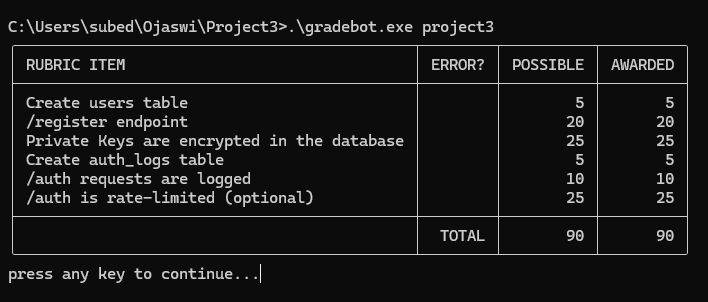 C:\Users\subed\Ojaswi\Project3>.\gradebot.exe project3
RUBRIC ITEM ERROR? POSSIBLE AWARDED
Create users table 5 5
/register endpoint 20 20
Private Keys are encrypted in the database 25 25
Create auth_logs table 5 5
/auth requests are logged 10 10
/auth is rate-limited (optional) 25 25
TOTAL 90 90
press any key to continue...